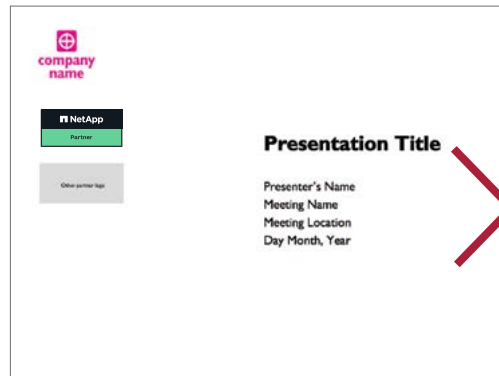 company
name
NetApp
Partner
Other partner logo
Presentation Title
Presenter's Name
Meeting Name
Meeting Location
Day Month, Year